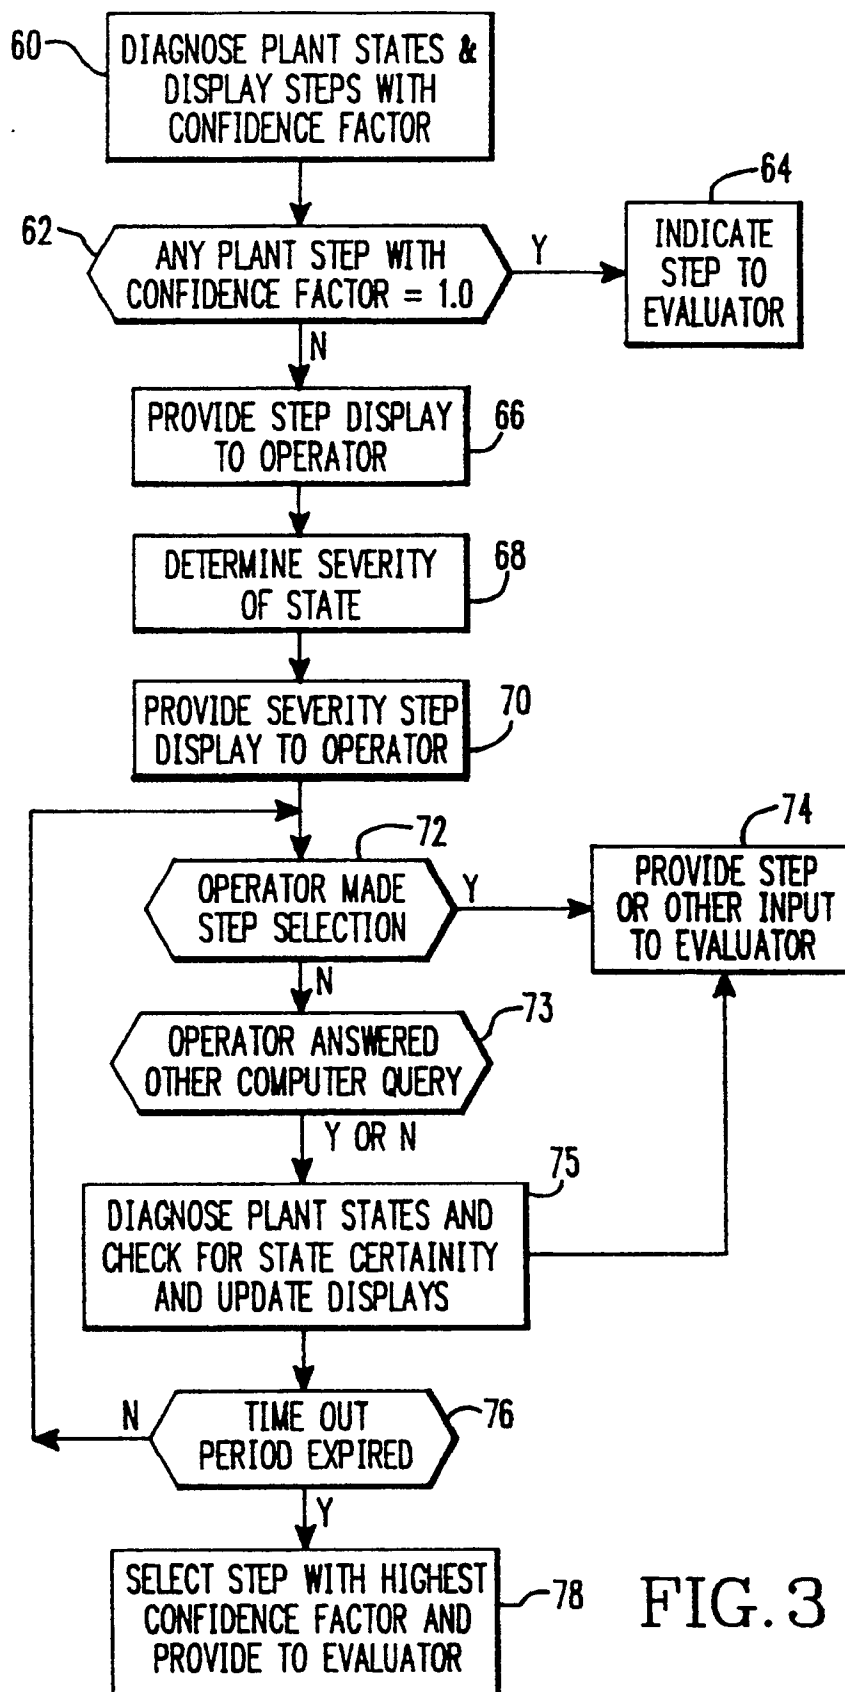 60
DIAGNOSE PLANT STATES &
DISPLAY STEPS WITH
CONFIDENCE FACTOR
62
ANY PLANT STEP WITH
CONFIDENCE FACTOR = 1.0
Y
64
INDICATE
STEP TO
EVALUATOR
N
PROVIDE STEP DISPLAY
TO OPERATOR
66
DETERMINE SEVERITY
OF STATE
68
PROVIDE SEVERITY STEP
DISPLAY TO OPERATOR
70
72
OPERATOR MADE
STEP SELECTION
Y
74
PROVIDE STEP
OR OTHER INPUT
TO EVALUATOR
N
73
OPERATOR ANSWERED
OTHER COMPUTER QUERY
Y OR N
75
DIAGNOSE PLANT STATES AND
CHECK FOR STATE CERTAINITY
AND UPDATE DISPLAYS
N
TIME OUT
PERIOD EXPIRED
76
Y
SELECT STEP WITH HIGHEST
CONFIDENCE FACTOR AND
PROVIDE TO EVALUATOR
78
FIG. 3